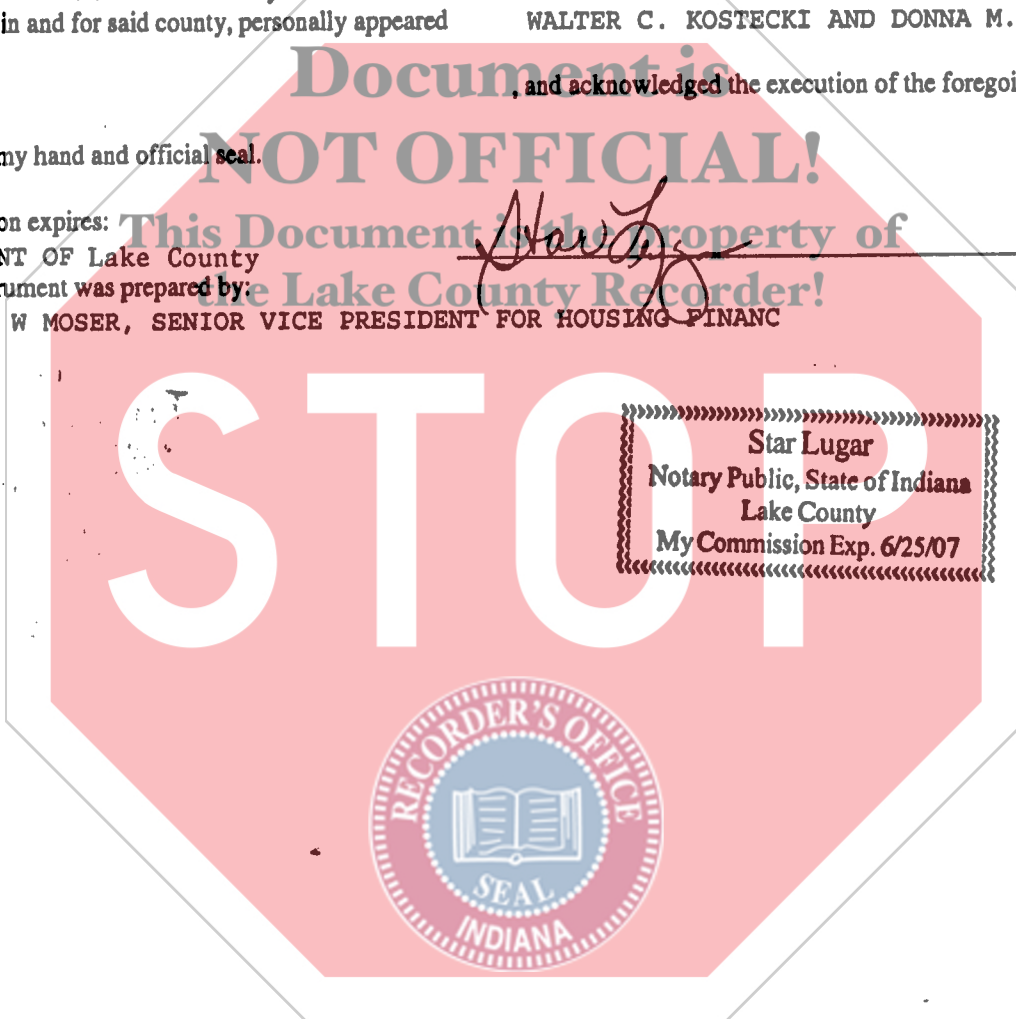 in and for said county, personally appeared WALTER C. KOSTECKI AND DONNA M.
Document is
, and acknowledged the execution of the foregoi
NOT OFFICIAL!
my hand and official seal.
This Document is the property of
on expires:
NT OF Lake County
Star Lugar
the Lake County Recorder!
rument was prepared by:
W MOSER, SENIOR VICE PRESIDENT FOR HOUSING FINANC
STOP
Star Lugar
Notary Public, State of Indiana
Lake County
My Commission Exp. 6/25/07
RECORDER'S OFFICE
SEAL
INDIANA